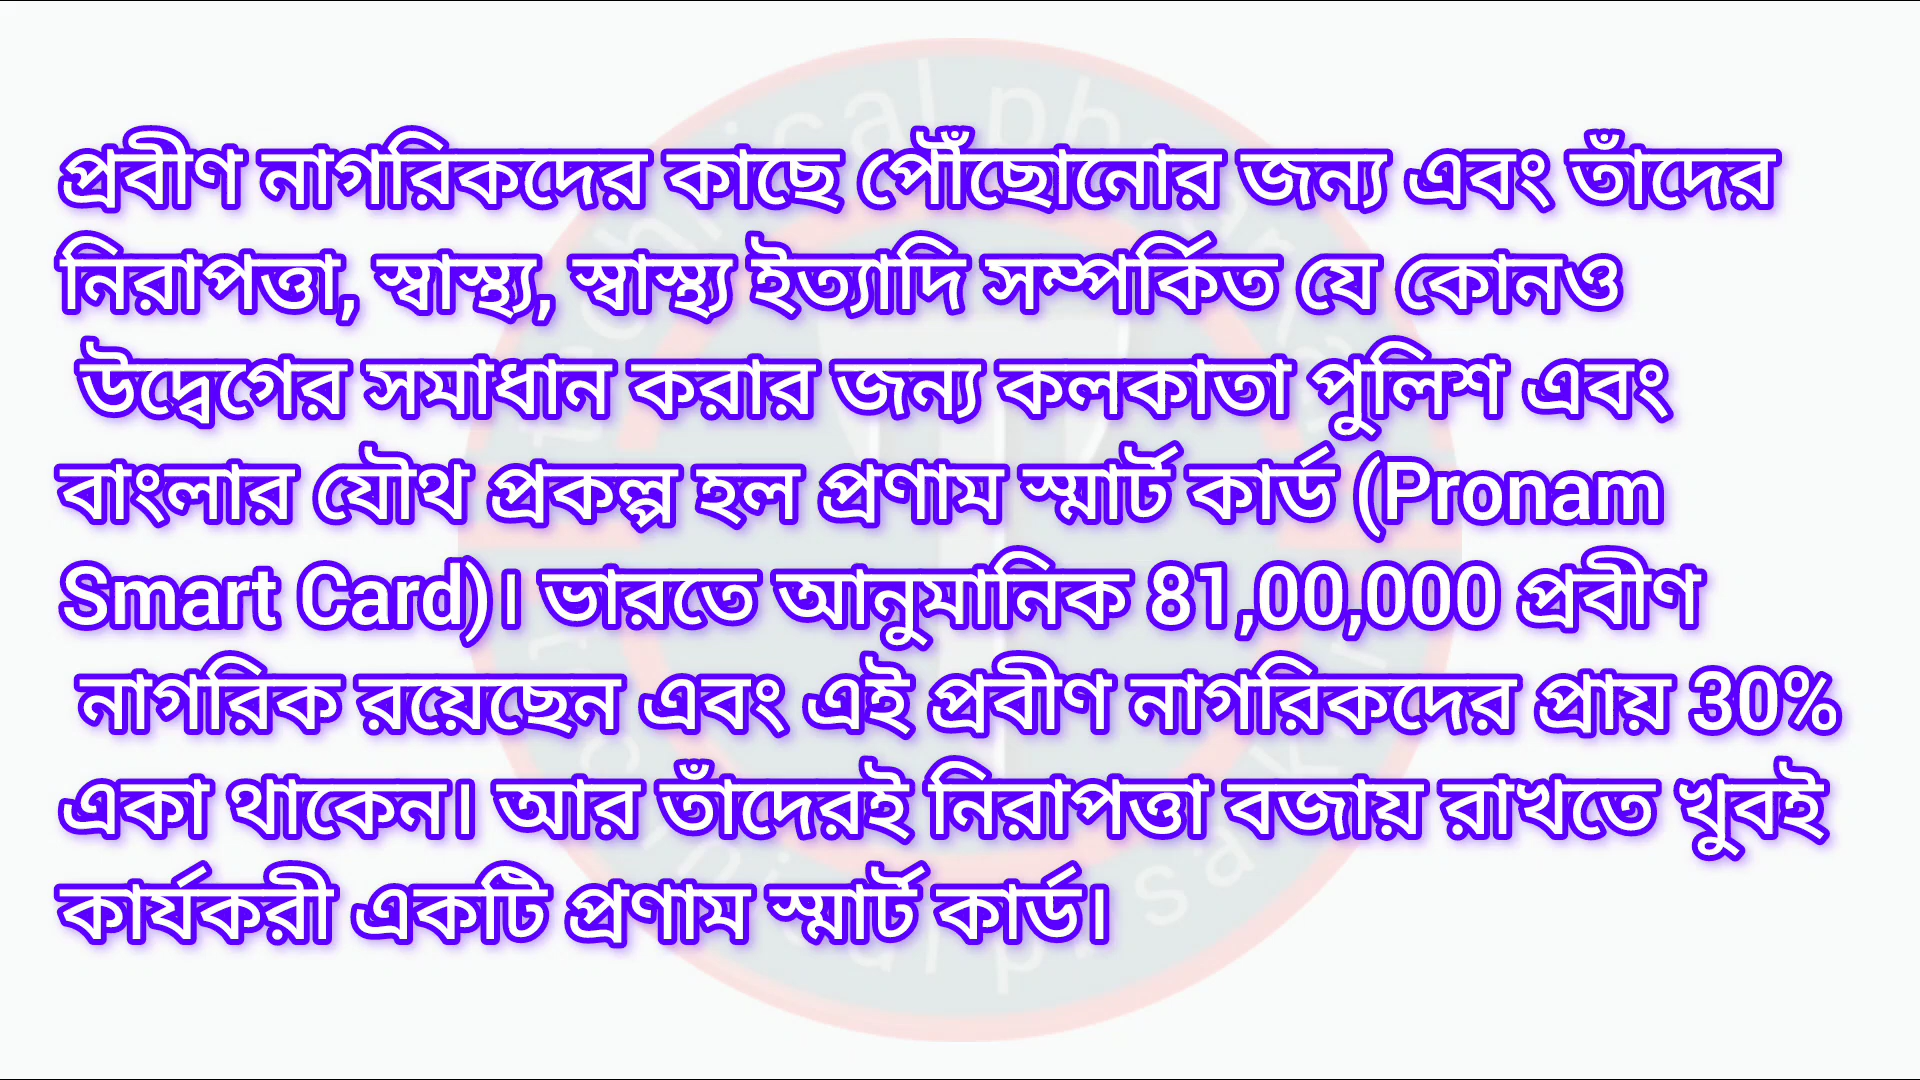 প্রবীণ নাগরিকদের কাছে পৌঁছোনোর জন্য এবং তাঁদের
নিরাপত্তা, স্বাস্থ্য, স্বাস্থ্য ইত্যাদি সম্পর্কিত যে কোনও
উদ্বেগের সমাধান করার জন্য কলকাতা পুলিশ এবং
বাংলার যৌথ প্রকল্প হল প্রণাম স্মার্ট কার্ড (Pronam
Smart Card)। ভারতে আনুমানিক 81,00,000 প্রবীণ
নাগরিক রয়েছেন এবং এই প্রবীণ নাগরিকদের প্রায় 30%
একা থাকেন। আর তাঁদেরই নিরাপত্তা বজায় রাখতে খুবই
কার্যকরী একটি প্রণাম স্মার্ট কার্ড।